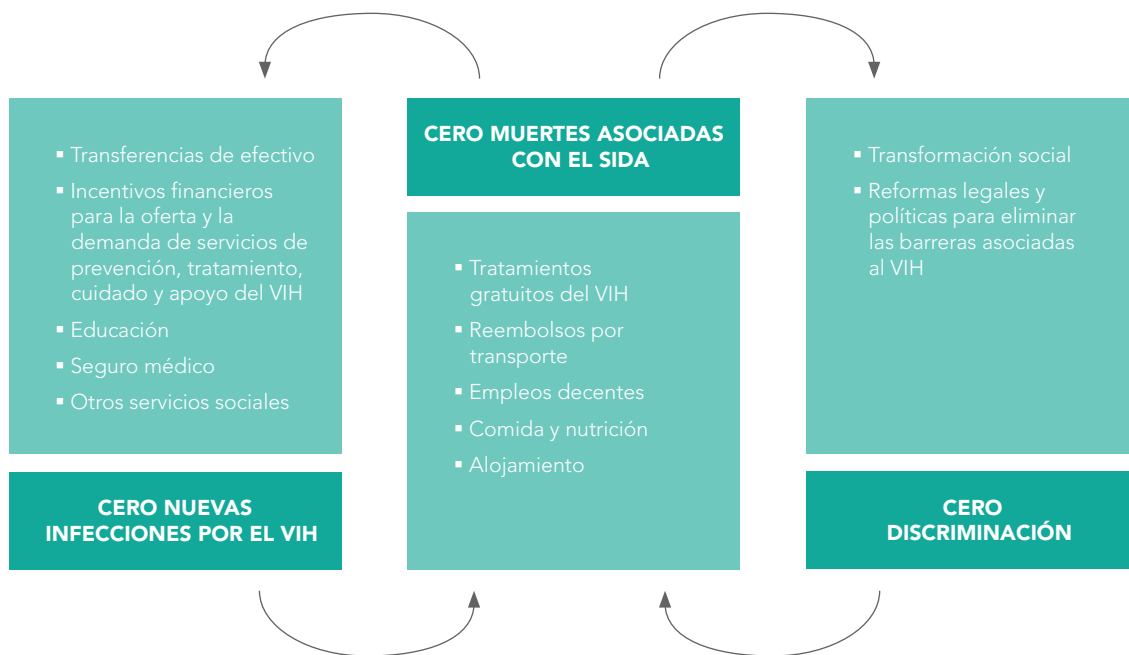 ▪ Transferencias de efectivo
▪ Incentivos financieros
para la oferta y la
demanda de servicios de
prevención, tratamiento,
cuidado y apoyo del VIH
▪ Educación
▪ Seguro médico
▪ Otros servicios sociales
CERO NUEVAS
INFECCIONES POR EL VIH
CERO MUERTES ASOCIADAS
CON EL SIDA
▪ Tratamientos
gratuitos del VIH
▪ Reembolsos por
transporte
▪ Empleos decentes
▪ Comida y nutrición
▪ Alojamiento
▪ Transformación social
▪ Reformas legales y
políticas para eliminar
las barreras asociadas
al VIH
CERO
DISCRIMINACIÓN